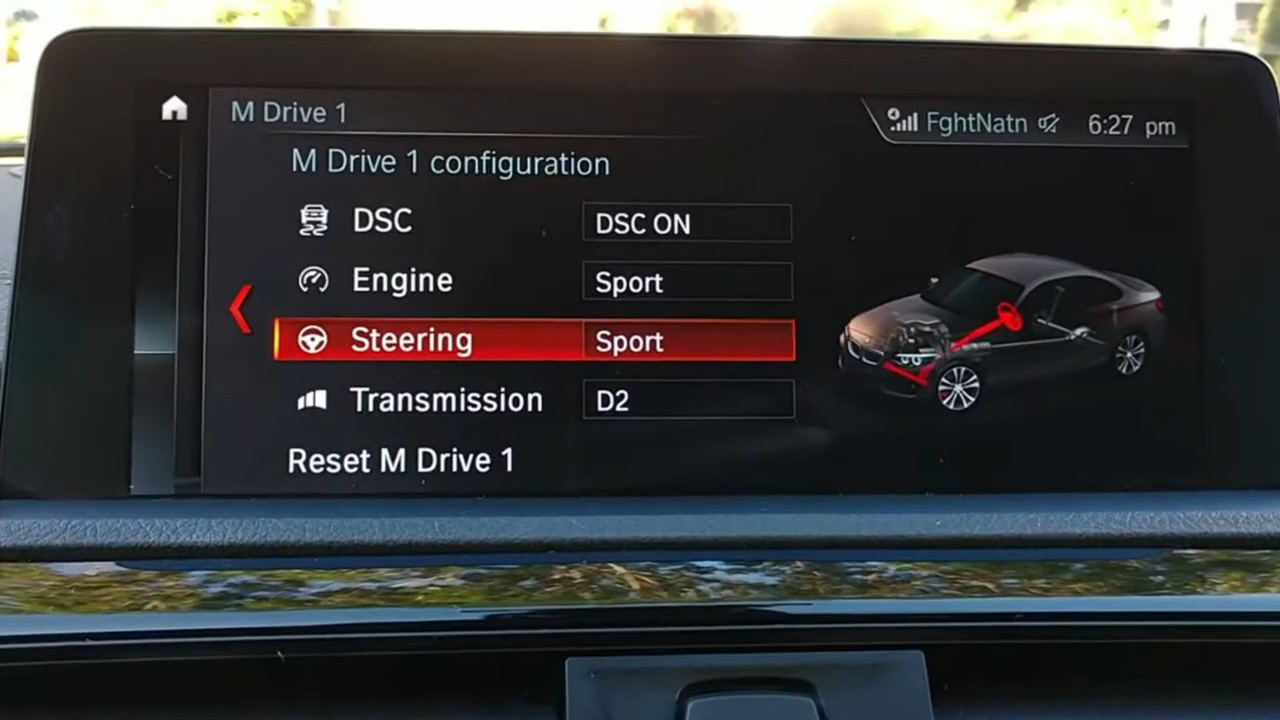 M Drive 1
FghtNatn 6:27 pm
M Drive 1 configuration
DSC DSC ON
Engine Sport
Steering Sport
Transmission D2
Reset M Drive 1